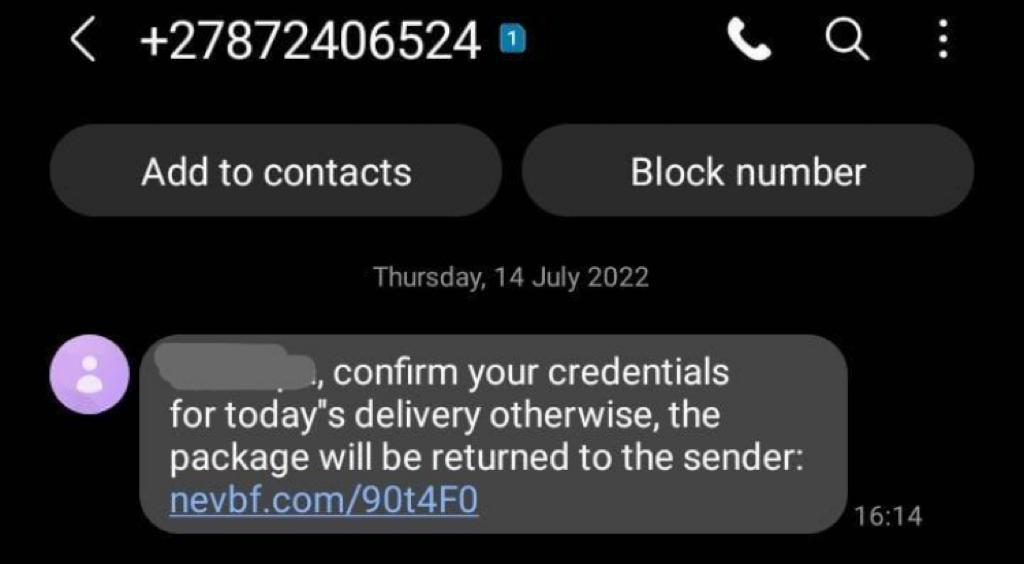 +27872406524 1
Add to contacts
Block number
Thursday, 14 July 2022
, confirm your credentials
for today"s delivery otherwise, the
package will be returned to the sender:
nevbf.com/90t4F0
16:14